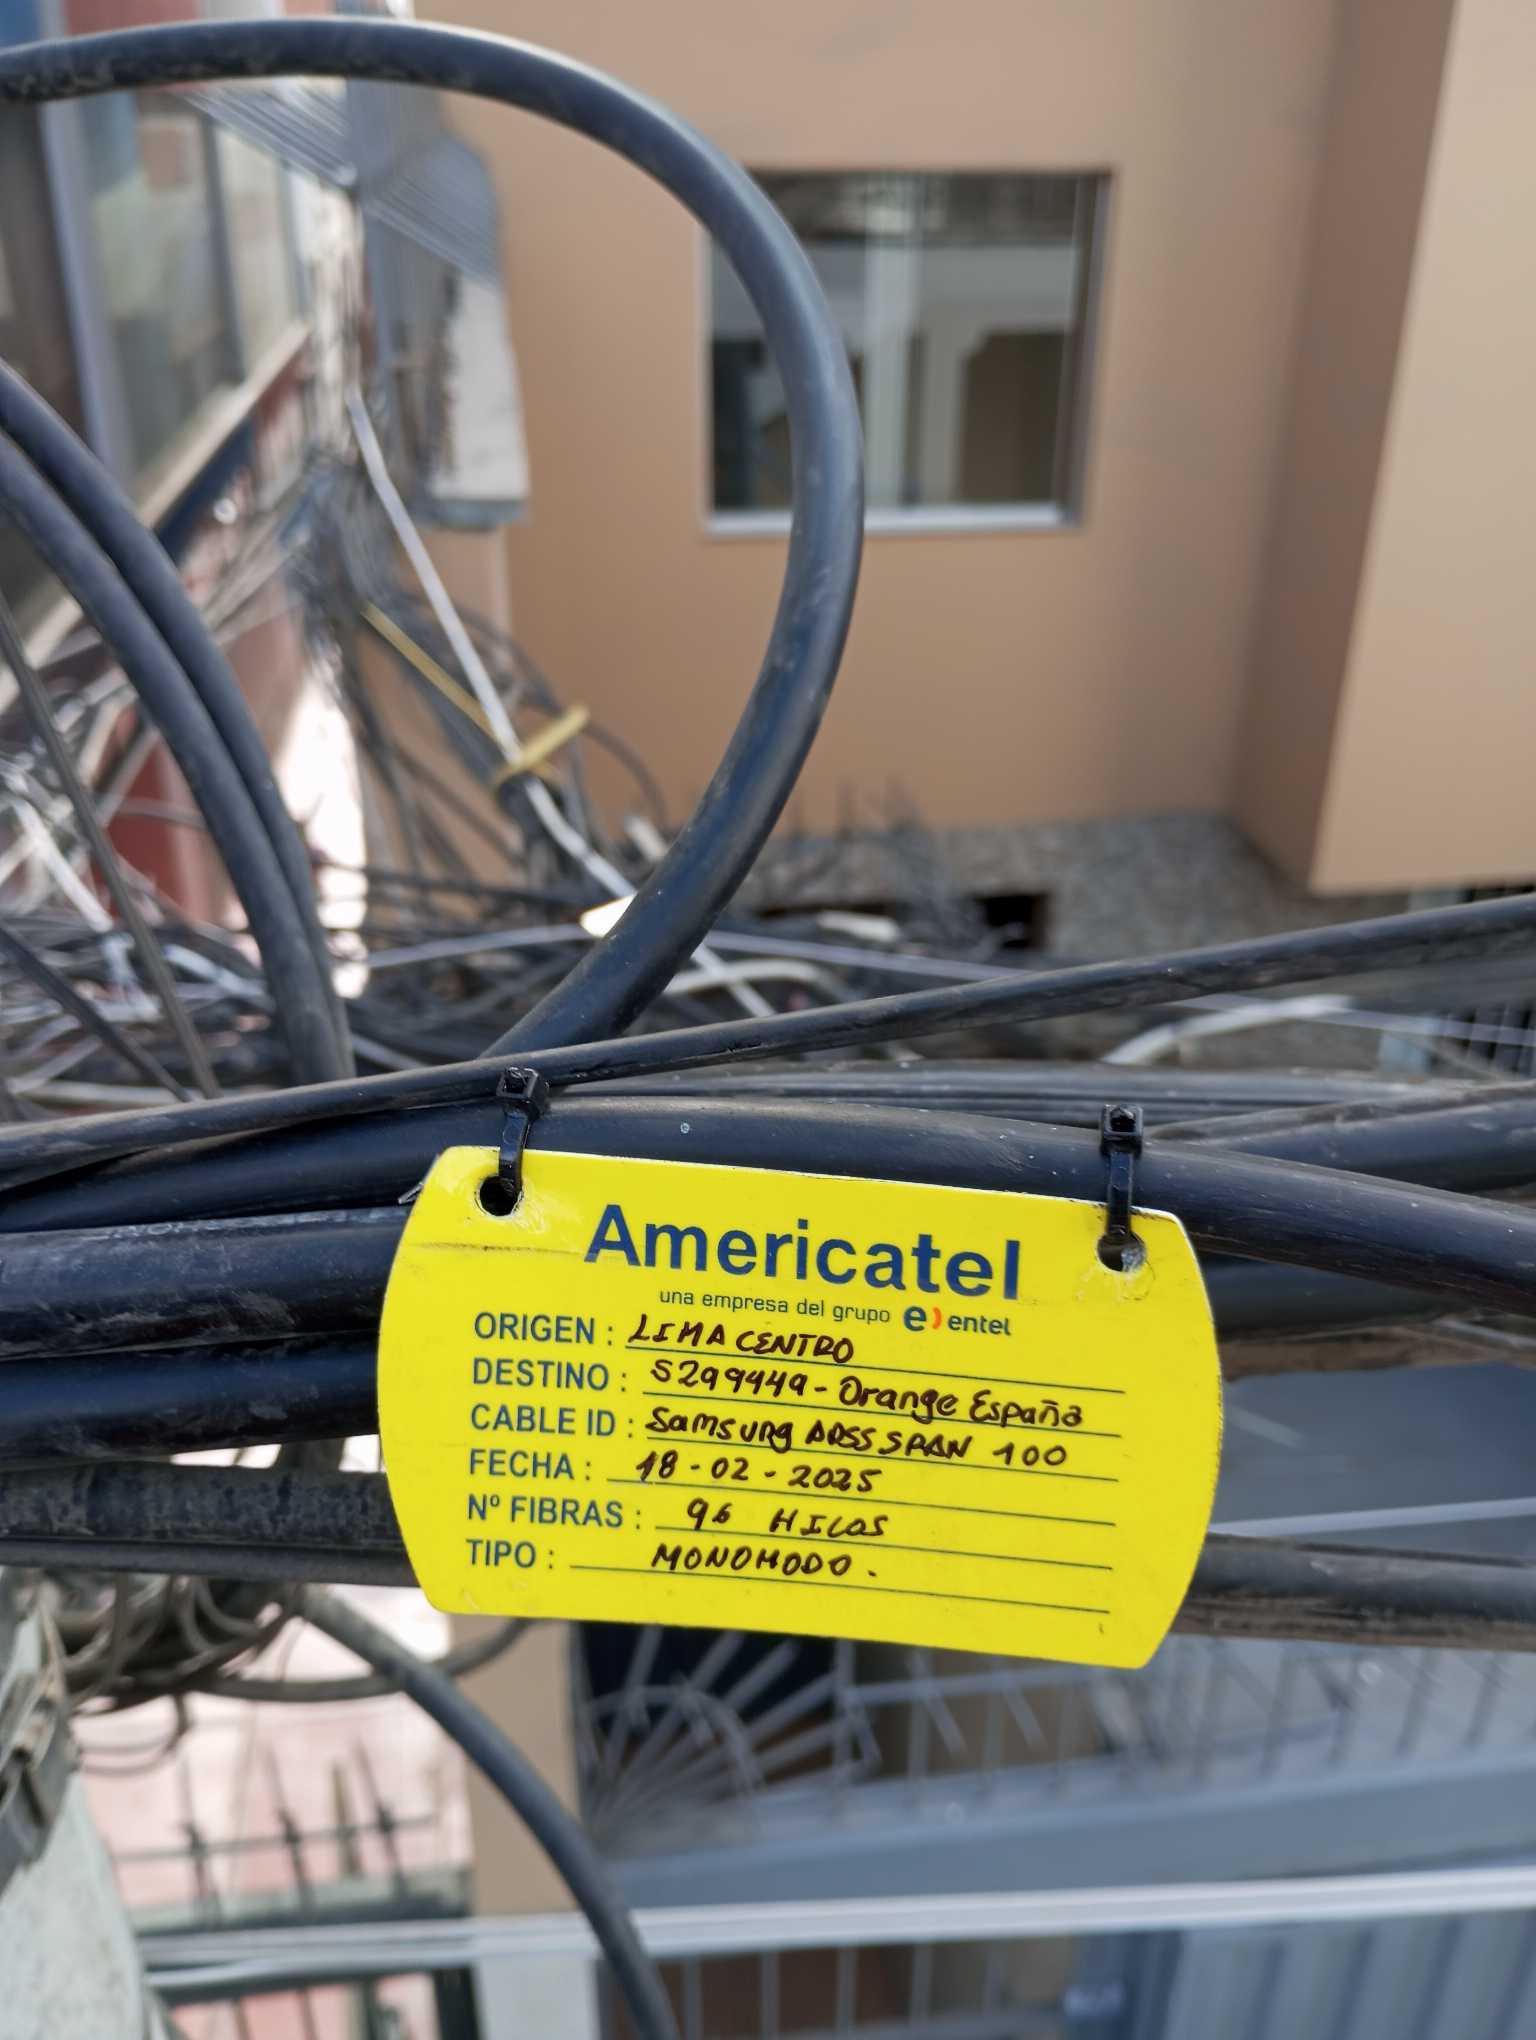 Americatel
una empresa del grupo e) entel
ORIGEN : LIMA CENTRO
DESTINO : S299449 - Orange España
CABLE ID : Samsung ADSS SPAN 100
FECHA : 18 - 02 - 2025
Nº FIBRAS : 96 HILOS
TIPO : MONOMODO.